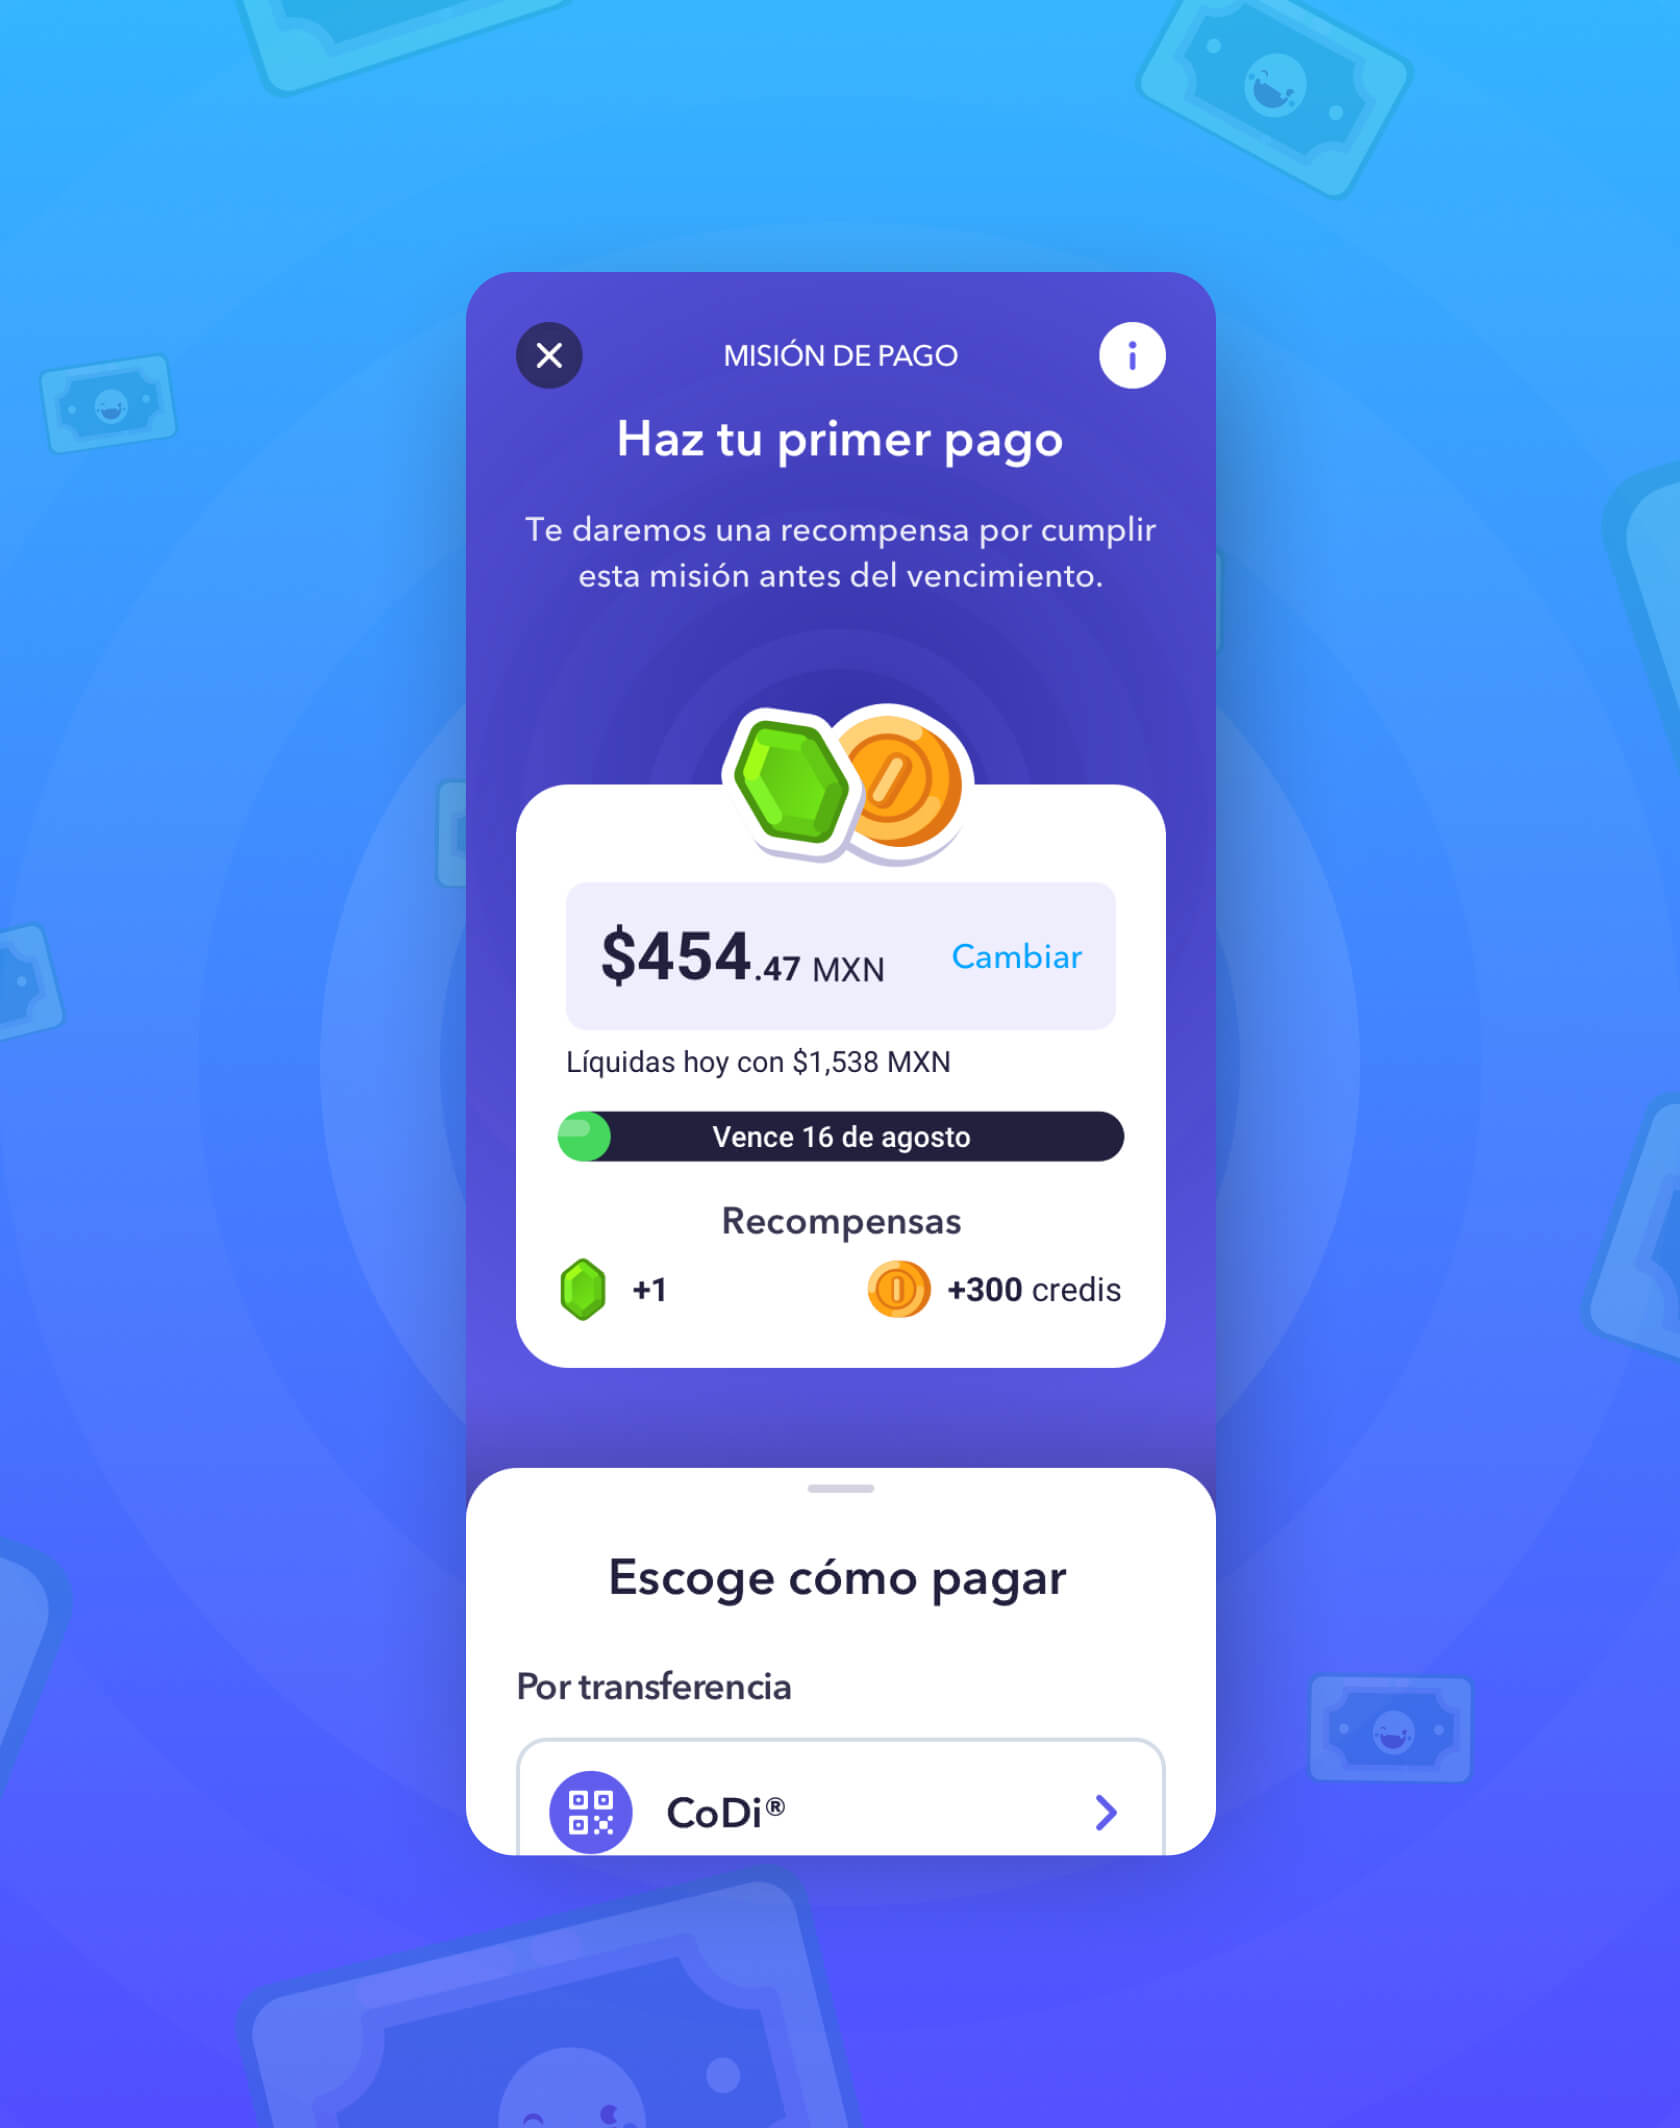 MISIÓN DE PAGO
Haz tu primer pago
Te daremos una recompensa por cumplir
esta misión antes del vencimiento.
$454.47 MXN
Cambiar
Líquidas hoy con $1,538 MXN
Vence 16 de agosto
Recompensas
+1
+300 credis
Escoge cómo pagar
Por transferencia
CoDi®